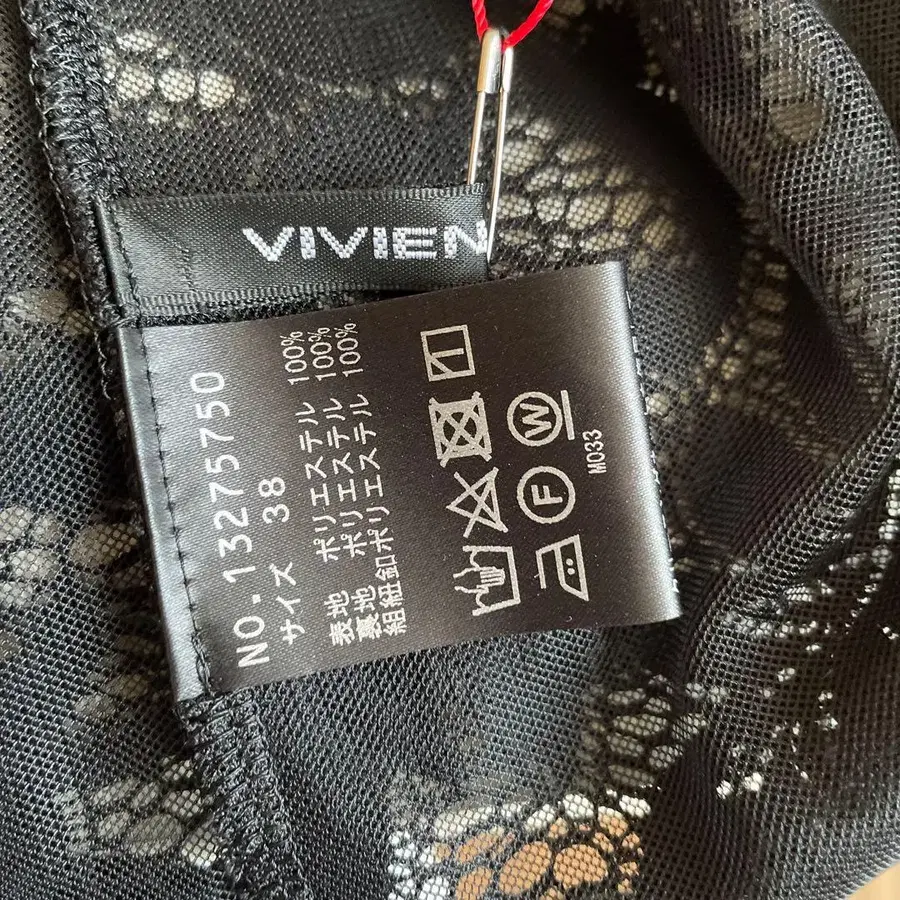 VIVIEN
NO.13275750
サイズ 38
表地 ポリエステル 100%
裏地 ポリエステル 100%
組紐釦ポリエステル 100%
F
W
M033